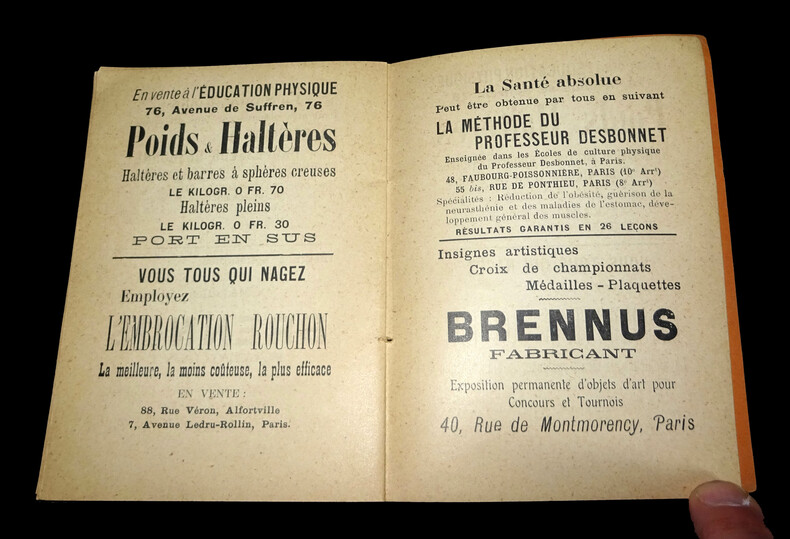 En vente à l'ÉDUCATION PHYSIQUE
76, Avenue de Suffren, 76
Poids & Haltères
Haltères et barres à sphères creuses
LE KILOGR. 0 FR. 70
Haltères pleins
LE KILOGR. 0 FR. 30
PORT EN SUS
VOUS TOUS QUI NAGEZ
Employez
L'EMBROCATION ROUCHON
La meilleure, la moins coûteuse, la plus efficace
EN VENTE :
88, Rue Véron, Alfortville
7, Avenue Ledru-Rollin, Paris.
La Santé absolue
Peut être obtenue par tous en suivant
LA MÉTHODE DU
PROFESSEUR DESBONNET
Enseignée dans les Écoles de culture physique
du Professeur Desbonnet, à Paris.
48, FAUBOURG-POISSONNIÈRE, PARIS (10e Arrt)
55 bis, RUE DE PONTHIEU, PARIS (8e Arrt)
Spécialités : Réduction de l'obésité, guérison de la
neurasthénie et des maladies de l'estomac, déve-
loppement général des muscles.
RÉSULTATS GARANTIS EN 26 LEÇONS
Insignes artistiques
Croix de championnats
Médailles - Plaquettes
BRENNUS
FABRICANT
Exposition permanente d'objets d'art pour
Concours et Tournois
40, Rue de Montmorency, Paris